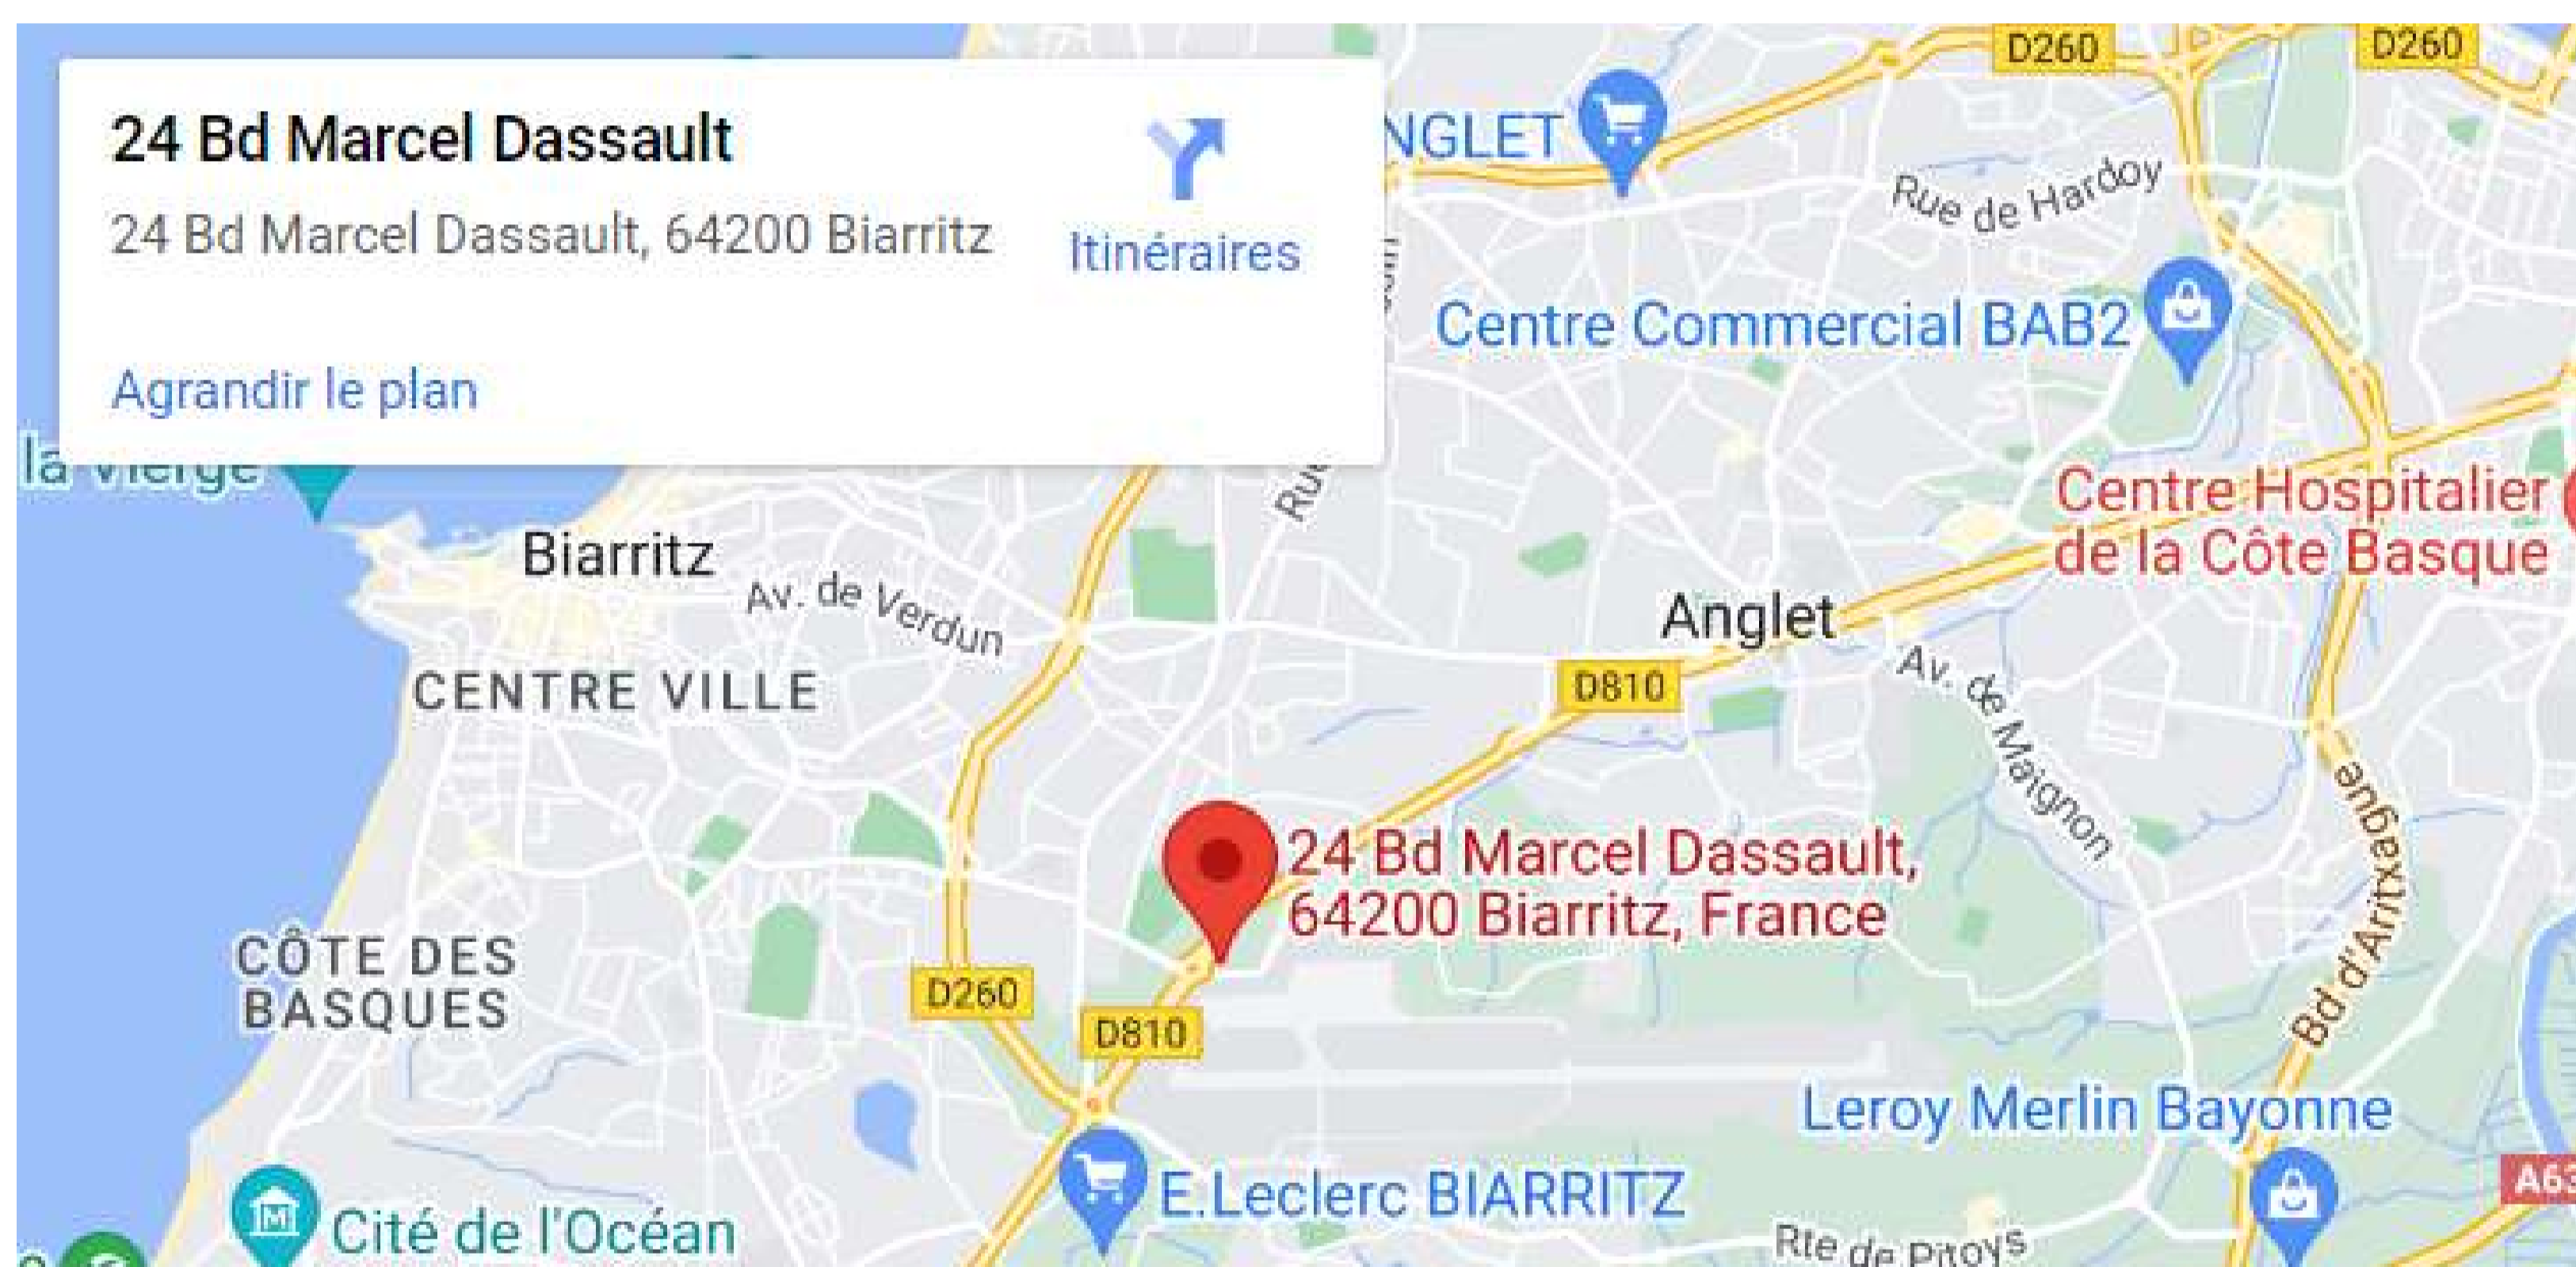 24 Bd Marcel Dassault
24 Bd Marcel Dassault, 64200 Biarritz
Itinéraires
Agrandir le plan
D260
D260
NGLET
Rue de Hardoy
Centre Commercial BAB2
la Vierge
Rue
Centre Hospitalier
de la Côte Basque
Biarritz
Av. de Verdun
Anglet
CENTRE VILLE
D810
Av. de Maignon
24 Bd Marcel Dassault,
64200 Biarritz, France
Bd d'Aritxague
CÔTE DES
BASQUES
D260
D810
Leroy Merlin Bayonne
E.Leclerc BIARRITZ
A63
Cité de l'Océan
Rte de Pitoys